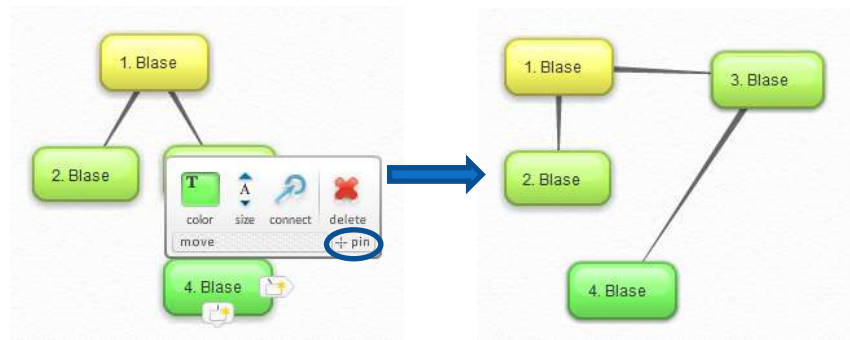 1. Blase
2. Blase
T
A
color size connect delete
move pin
4. Blase
1. Blase
3. Blase
2. Blase
4. Blase